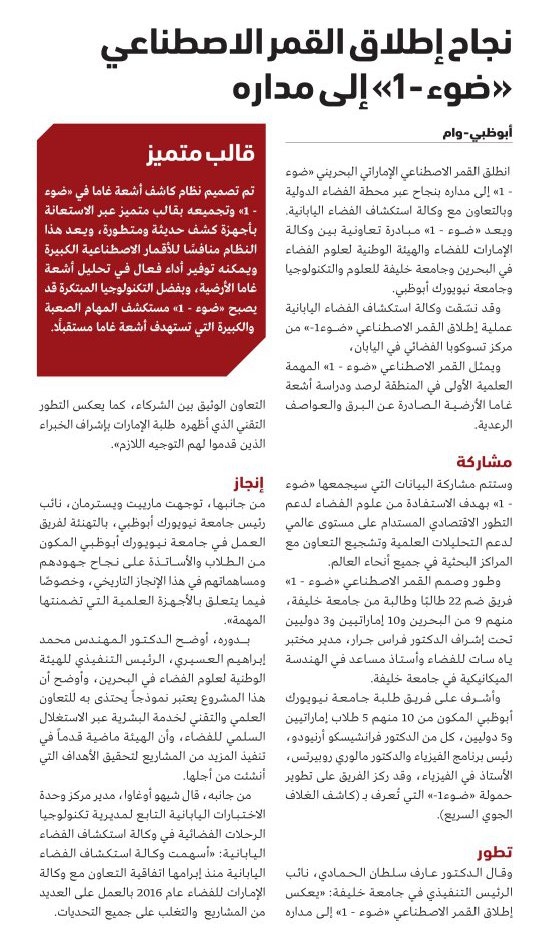 نجاح إطلاق القمر الاصطناعي
«ضوء - 1» إلى مداره
أبوظبي-وام
انطلق القمر الاصطناعي الإماراتي البحريني «ضوء
- 1» إلى مداره بنجاح عبر محطة الفضاء الدولية
وبالتعاون مع وكالة استكشاف الفضاء اليابانية.
ويعد «ضوء - 1» مبادرة تعاونية بين وكالة
الإمارات للفضاء والهيئة الوطنية لعلوم الفضاء
في البحرين وجامعة خليفة للعلوم والتكنولوجيا
وجامعة نيويورك أبوظبي.
وقد نسّقت وكالة استكشاف الفضاء اليابانية
عملية إطلاق القمر الاصطناعي «ضوء1-» من
مركز تسوكوبا الفضائي في اليابان،
ويمثل القمر الاصطناعي «ضوء - 1» المهمة
العلمية الأولى في المنطقة لرصد ودراسة أشعة
غاما الأرضية الصادرة عن البرق والعواصف
الرعدية.
مشاركة
وستتم مشاركة البيانات التي سيجمعها «ضوء
- 1» بهدف الاستفادة من علوم الفضاء لدعم
التطور الاقتصادي المستدام على مستوى عالمي
لدعم التحليلات العلمية وتشجيع التعاون مع
المراكز البحثية في جميع أنحاء العالم.
وطور وصمم القمر الاصطناعي «ضوء - 1»
فريق ضم 22 طالبًا وطالبة من جامعة خليفة،
منهم 9 من البحرين و10 إماراتيين و3 دوليين
تحت إشراف الدكتور فراس جرار، مدير مختبر
ياه سات للفضاء وأستاذ مساعد في الهندسة
الميكانيكية في جامعة خليفة.
وأشرف على فريق طلبة جامعة نيويورك
أبوظبي المكون من 10 منهم 5 طلاب إماراتيين
و5 دوليين، كل من الدكتور فرانشيسكو أرنيودو،
رئيس برنامج الفيزياء والدكتور مالوري روبيرتس،
الأستاذ في الفيزياء، وقد ركز الفريق على تطوير
حمولة «ضوء1-» التي تُعرف بـ (كاشف الغلاف
الجوي السريع).
تطور
وقال الدكتور عارف سلطان الحمادي، نائب
الرئيس التنفيذي في جامعة خليفة: «يعكس
إطلاق القمر الاصطناعي «ضوء - 1» إلى مداره
قالب متميز
تم تصميم نظام كاشف أشعة غاما في «ضوء
- 1» وتجميعه بقالب متميز عبر الاستعانة
بأجهزة كشف حديثة ومتطورة، ويعد هذا
النظام منافسًا للأقمار الاصطناعية الكبيرة
ويمكنه توفير أداء فعال في تحليل أشعة
غاما الأرضية، وبفضل التكنولوجيا المبتكرة قد
يصبح «ضوء - 1» مستكشف المهام الصعبة
والكبيرة التي تستهدف أشعة غاما مستقبلًا.
التعاون الوثيق بين الشركاء، كما يعكس التطور
التقني الذي أظهره طلبة الإمارات بإشراف الخبراء
الذين قدموا لهم التوجيه اللازم».
إنجاز
من جانبها، توجهت مارييت ويسترمان، نائب
رئيس جامعة نيويورك أبوظبي، بالتهنئة لفريق
العمل في جامعة نيويورك أبوظبي المكون
من الطلاب والأساتذة على نجاح جهودهم
ومساهماتهم في هذا الإنجاز التاريخي، وخصوصًا
فيما يتعلق بالأجهزة العلمية التي تضمنتها
المهمة».
بدوره، أوضح الدكتور المهندس محمد
إبراهيم العسيري، الرئيس التنفيذي للهيئة
الوطنية لعلوم الفضاء في البحرين، وأوضح أن
هذا المشروع يعتبر نموذجاً يحتذى به للتعاون
العلمي والتقني لخدمة البشرية عبر الاستغلال
السلمي للفضاء، وأن الهيئة ماضية قدماً في
تنفيذ المزيد من المشاريع لتحقيق الأهداف التي
أنشئت من أجلها.
من جانبه، قال شيهو أوغاوا، مدير مركز وحدة
الاختبارات اليابانية التابع لمديرية تكنولوجيا
الرحلات الفضائية في وكالة استكشاف الفضاء
اليابانية: «أسهمت وكالة استكشاف الفضاء
اليابانية منذ إبرامها اتفاقية التعاون مع وكالة
الإمارات للفضاء عام 2016 بالعمل على العديد
من المشاريع والتغلب على جميع التحديات.